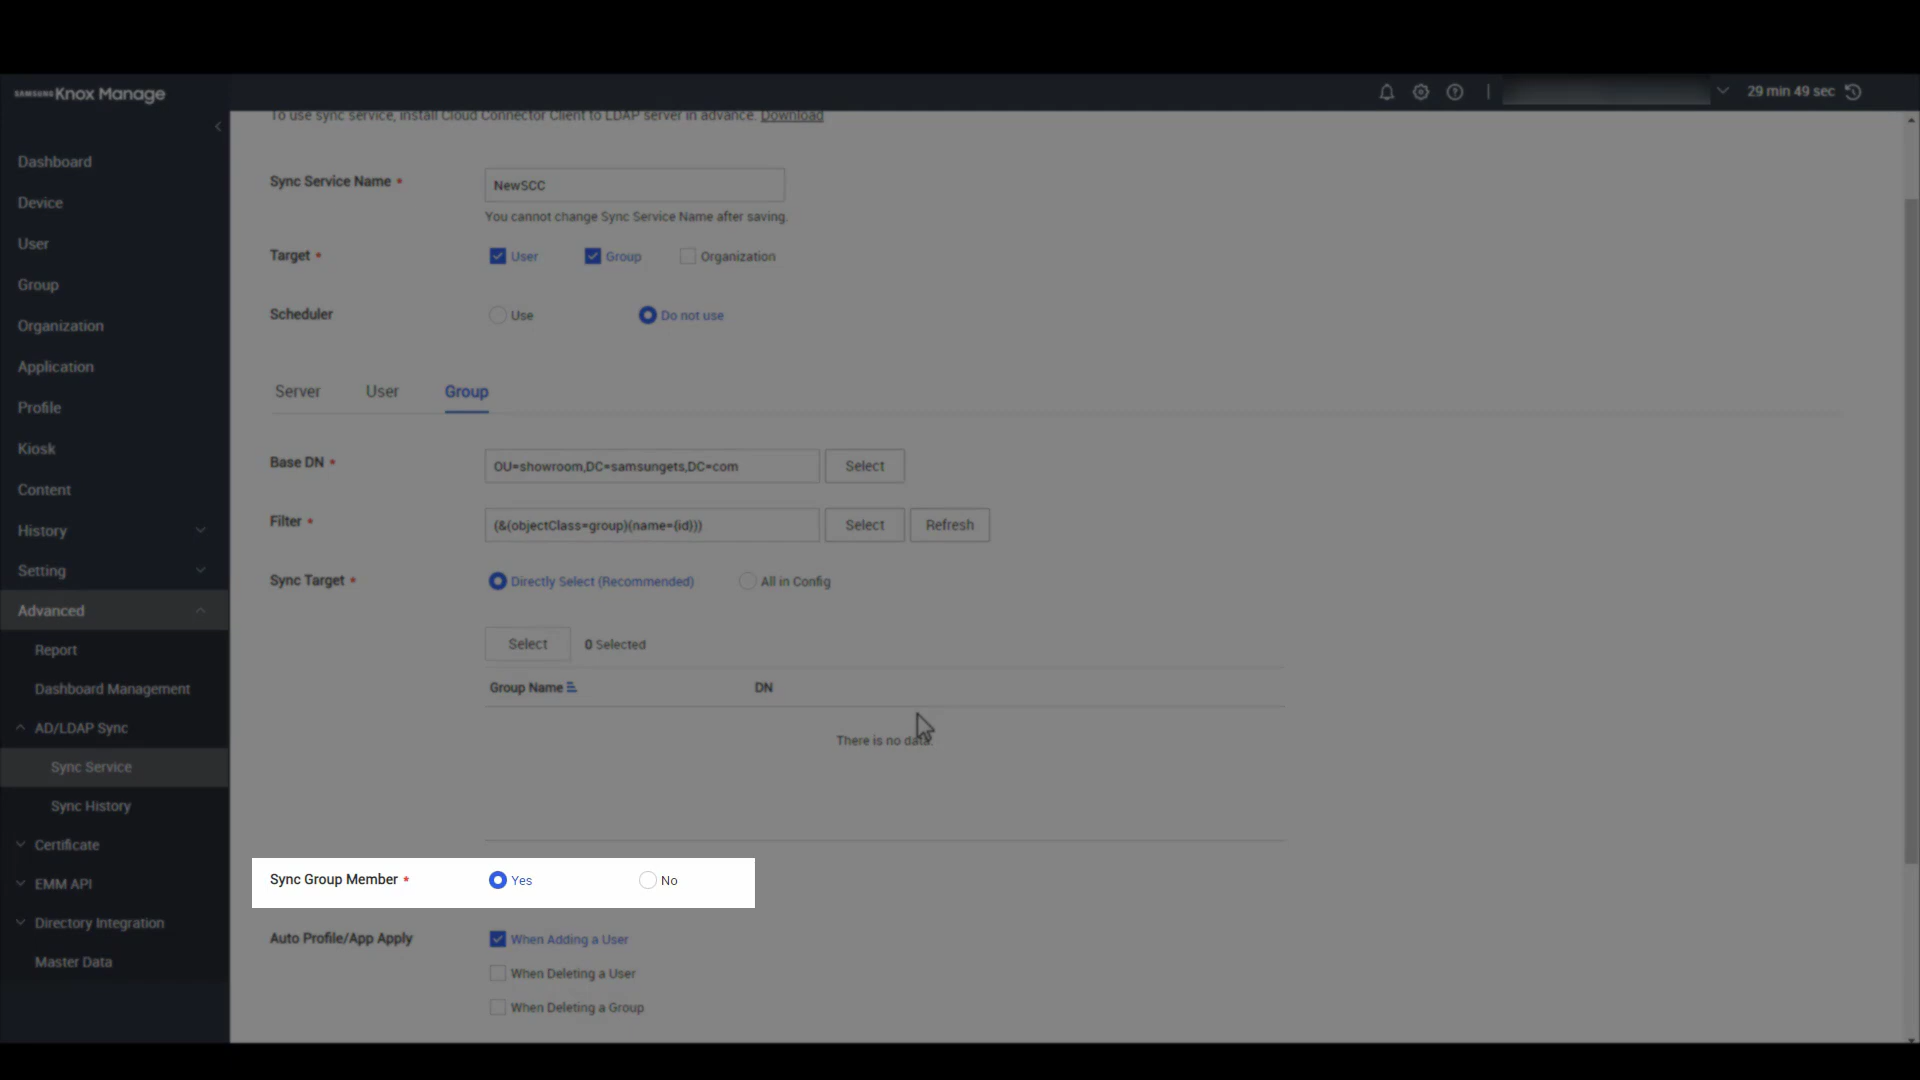 SAMSUNG Knox Manage
29 min 49 sec
Dashboard
Device
User
Group
Organization
Application
Profile
Kiosk
Content
History
Setting
Advanced
Report
Dashboard Management
AD/LDAP Sync
Sync Service
Sync History
Certificate
EMM API
Directory Integration
Master Data
To use sync service, install Cloud Connector Client to LDAP server in advance. Download
Sync Service Name * NewSCC
You cannot change Sync Service Name after saving.
Target * User Group Organization
Scheduler Use Do not use
Server User Group
Base DN * OU=showroom,DC=samsungets,DC=com Select
Filter * (&(objectClass=group)(name={id})) Select Refresh
Sync Target * Directly Select (Recommended) All in Config
Select 0 Selected
Group Name DN
There is no data.
Sync Group Member * Yes No
Auto Profile/App Apply When Adding a User
When Deleting a User
When Deleting a Group